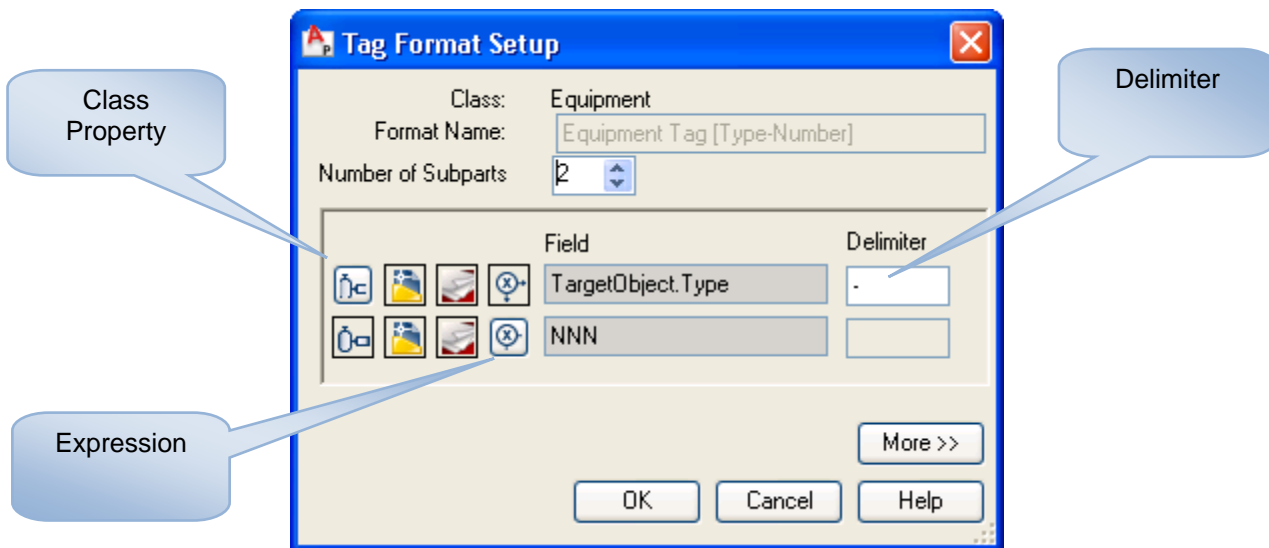 Tag Format Setup
Class
Property
Delimiter
Class: Equipment
Format Name: Equipment Tag [Type-Number]
Number of Subparts 2
Field Delimiter
TargetObject.Type -
NNN
Expression
More >>
OK Cancel Help